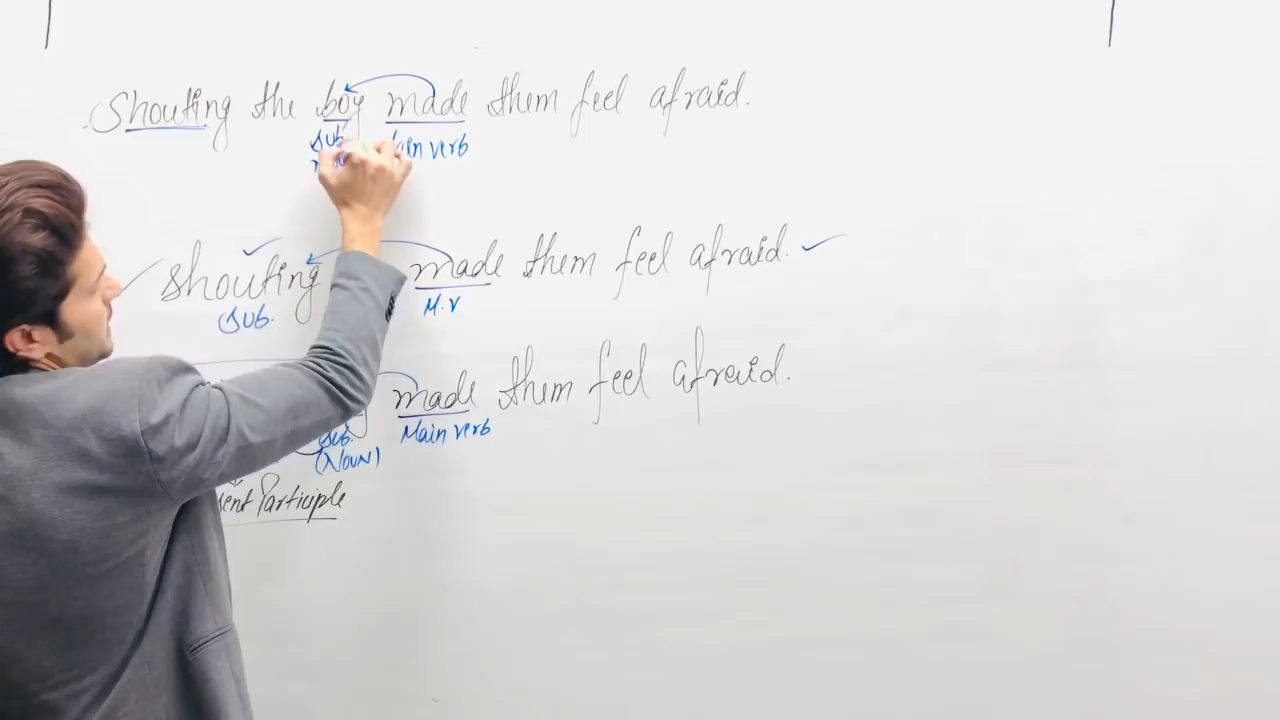 Shouting the boy made them feel afraid.
Sub. Main verb
shouting made them feel afraid.
Sub. M.V
made them feel afraid.
Sub. Main verb
(NOUN)
Participle